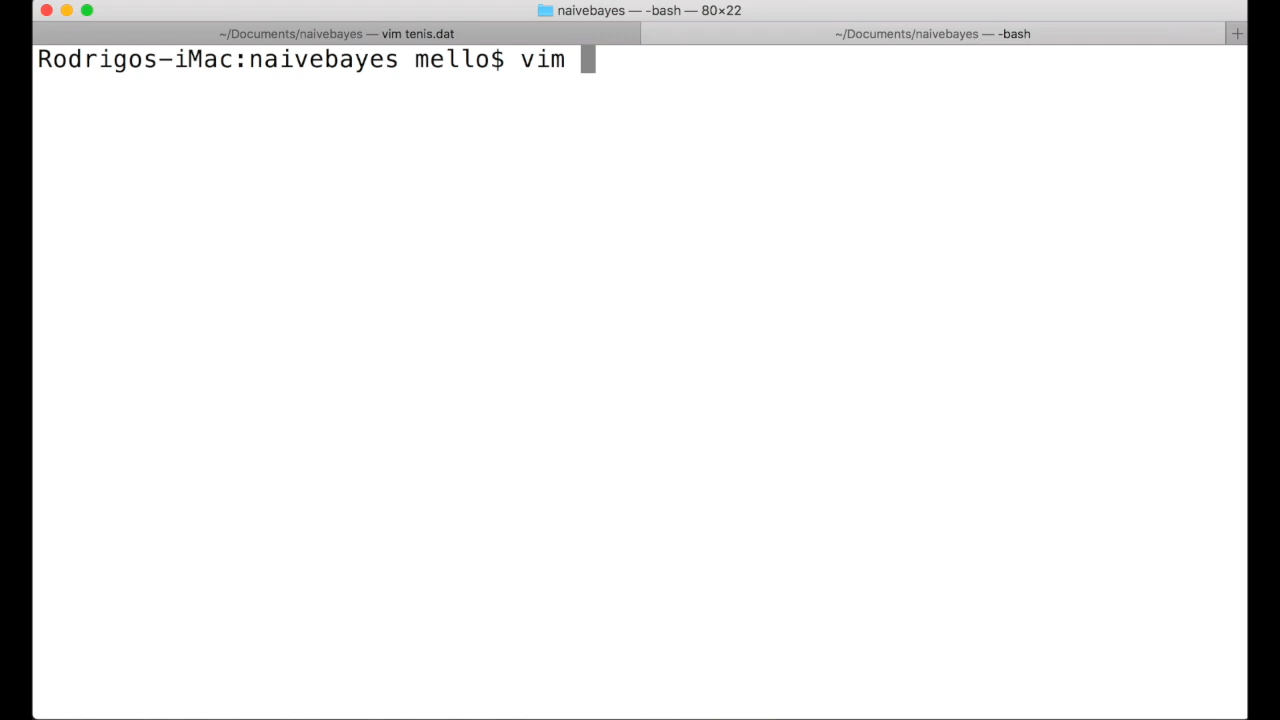 naivebayes — -bash — 80×22
~/Documents/naivebayes — vim tenis.dat
~/Documents/naivebayes — -bash
Rodrigos-iMac:naivebayes mello$ vim